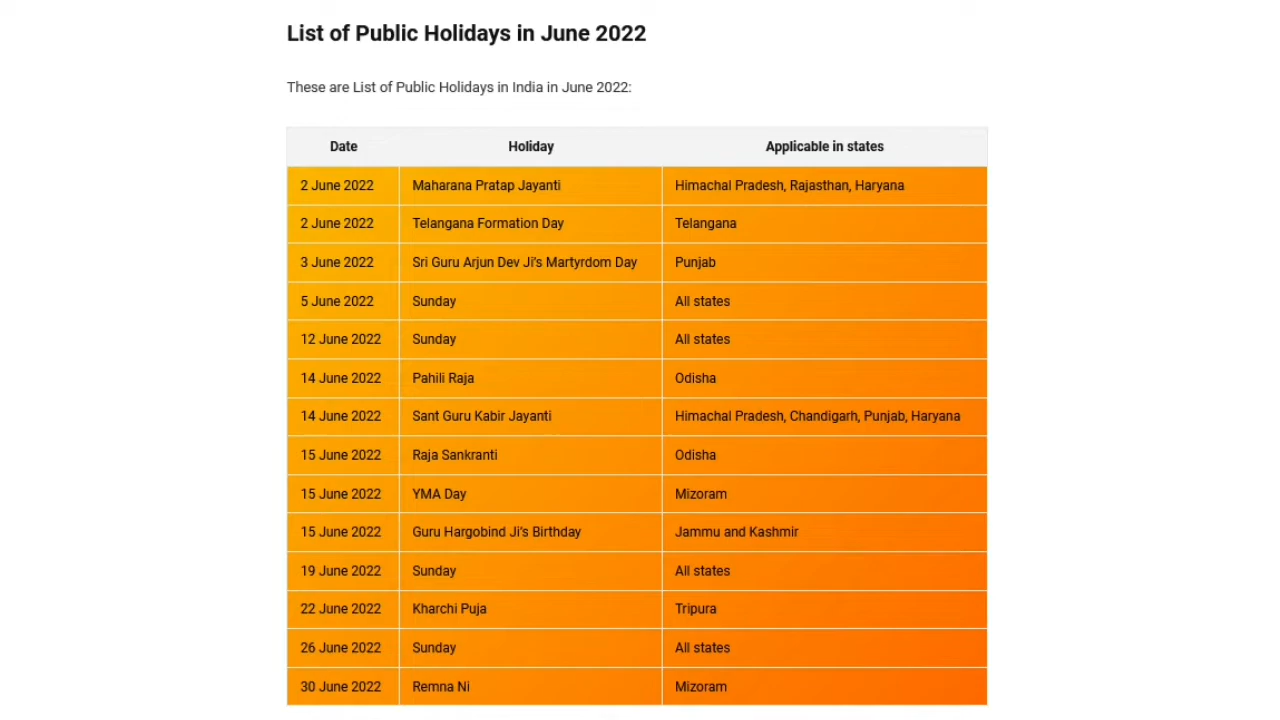 List of Public Holidays in June 2022
These are List of Public Holidays in India in June 2022:
Date Holiday Applicable in states
2 June 2022 Maharana Pratap Jayanti Himachal Pradesh, Rajasthan, Haryana
2 June 2022 Telangana Formation Day Telangana
3 June 2022 Sri Guru Arjun Dev Ji's Martyrdom Day Punjab
5 June 2022 Sunday All states
12 June 2022 Sunday All states
14 June 2022 Pahili Raja Odisha
14 June 2022 Sant Guru Kabir Jayanti Himachal Pradesh, Chandigarh, Punjab, Haryana
15 June 2022 Raja Sankranti Odisha
15 June 2022 YMA Day Mizoram
15 June 2022 Guru Hargobind Ji's Birthday Jammu and Kashmir
19 June 2022 Sunday All states
22 June 2022 Kharchi Puja Tripura
26 June 2022 Sunday All states
30 June 2022 Remna Ni Mizoram